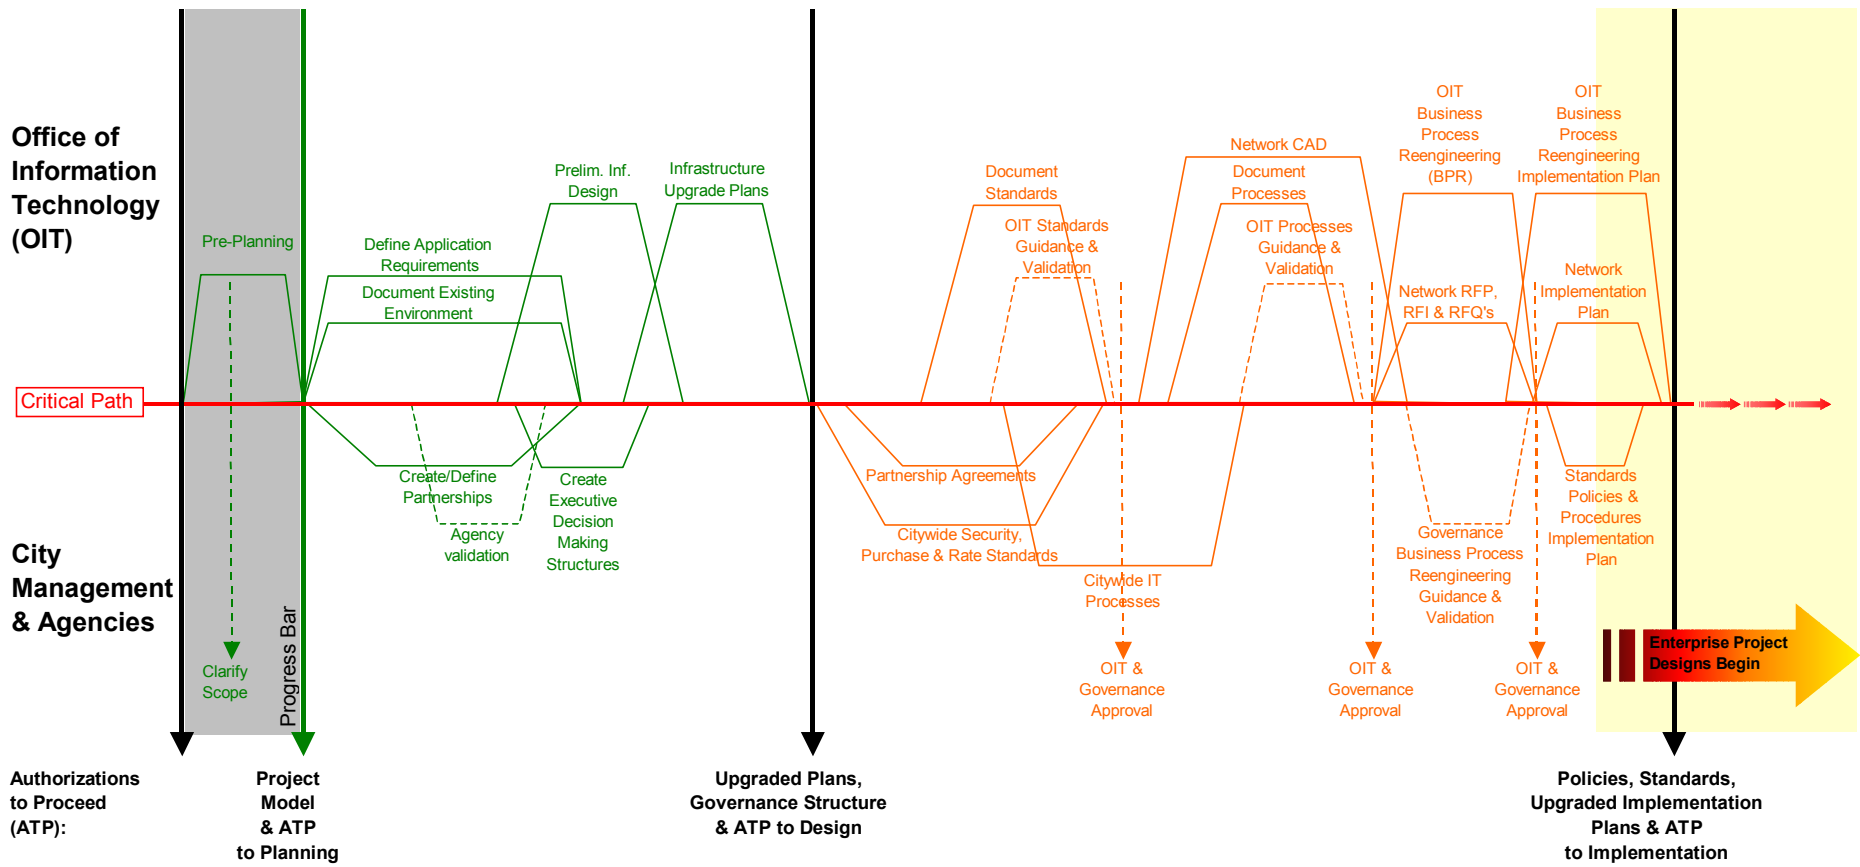 Office of
Information
Technology
(OIT)
City
Management
& Agencies
Critical Path
Pre-Planning
Clarify
Scope
Progress Bar
Define Application
Requirements
Document Existing
Environment
Prelim. Inf.
Design
Infrastructure
Upgrade Plans
Create/Define
Partnerships
Agency
validation
Create
Executive
Decision
Making
Structures
Document
Standards
OIT Standards
Guidance &
Validation
Network CAD
Document
Processes
OIT Processes
Guidance &
Validation
OIT
Business
Process
Reengineering
(BPR)
OIT
Business
Process
Reengineering
Implementation Plan
Network RFP,
RFI & RFQ's
Network
Implementation
Plan
Partnership Agreements
Citywide Security,
Purchase & Rate Standards
Citywide IT
Processes
Governance
Business Process
Reengineering
Guidance &
Validation
Standards
Policies &
Procedures
Implementation
Plan
OIT &
Governance
Approval
OIT &
Governance
Approval
OIT &
Governance
Approval
Enterprise Project
Designs Begin
Authorizations
to Proceed
(ATP):
Project
Model
& ATP
to Planning
Upgraded Plans,
Governance Structure
& ATP to Design
Policies, Standards,
Upgraded Implementation
Plans & ATP
to Implementation